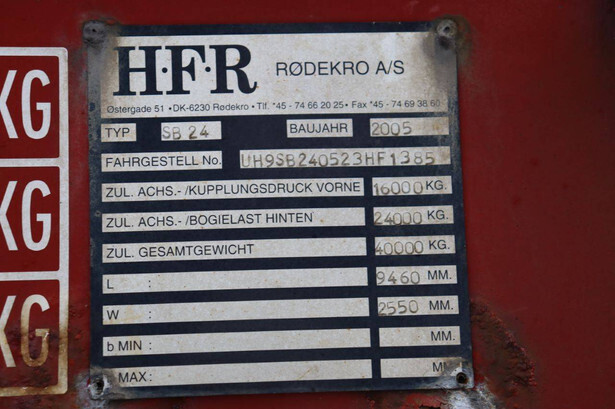 KG
KG
KG
H·F·R RØDEKRO A/S
Østergade 51 • DK-6230 Rødekro • Tlf. *45 - 74 66 20 25 • Fax *45 - 74 69 38 60
TYP SB 24 BAUJAHR 2005
FAHRGESTELL No. UH9SB240523HF1385
ZUL. ACHS.-/KUPPLUNGSDRUCK VORNE 16000 KG.
ZUL. ACHS.-/BOGIELAST HINTEN 24000 KG.
ZUL. GESAMTGEWICHT 40000 KG.
L : 9460 MM.
W : 2550 MM.
b MIN : MM.
MAX : MM.